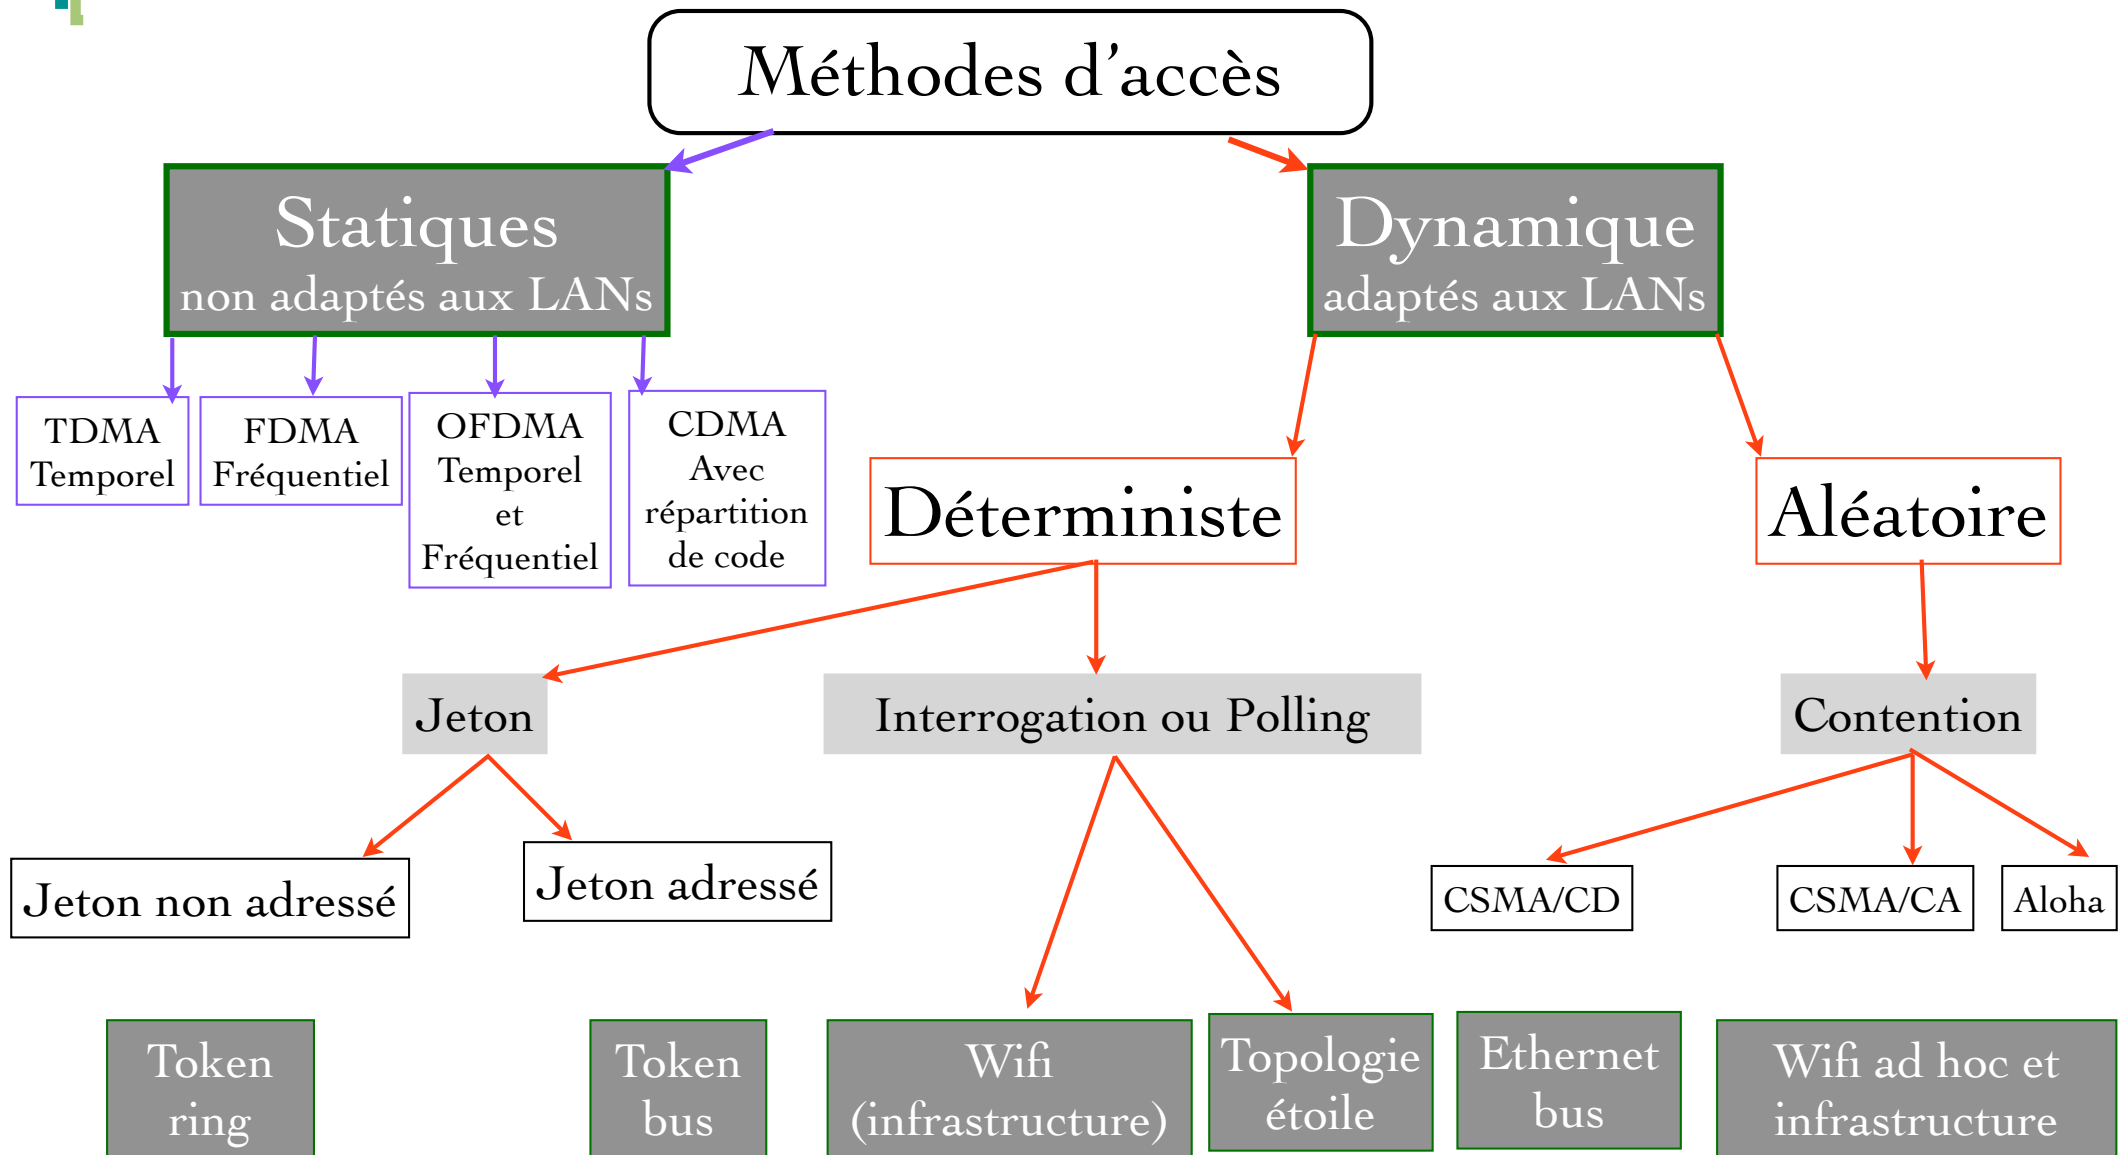 Méthodes d’accès
Statiques
non adaptés aux LANs
Dynamique
adaptés aux LANs
TDMA
Temporel
FDMA
Fréquentiel
OFDMA
Temporel
et
Fréquentiel
CDMA
Avec
répartition
de code
Déterministe
Aléatoire
Jeton
Interrogation ou Polling
Contention
Jeton non adressé
Jeton adressé
CSMA/CD
CSMA/CA
Aloha
Token
ring
Token
bus
Wifi
(infrastructure)
Topologie
étoile
Ethernet
bus
Wifi ad hoc et
infrastructure